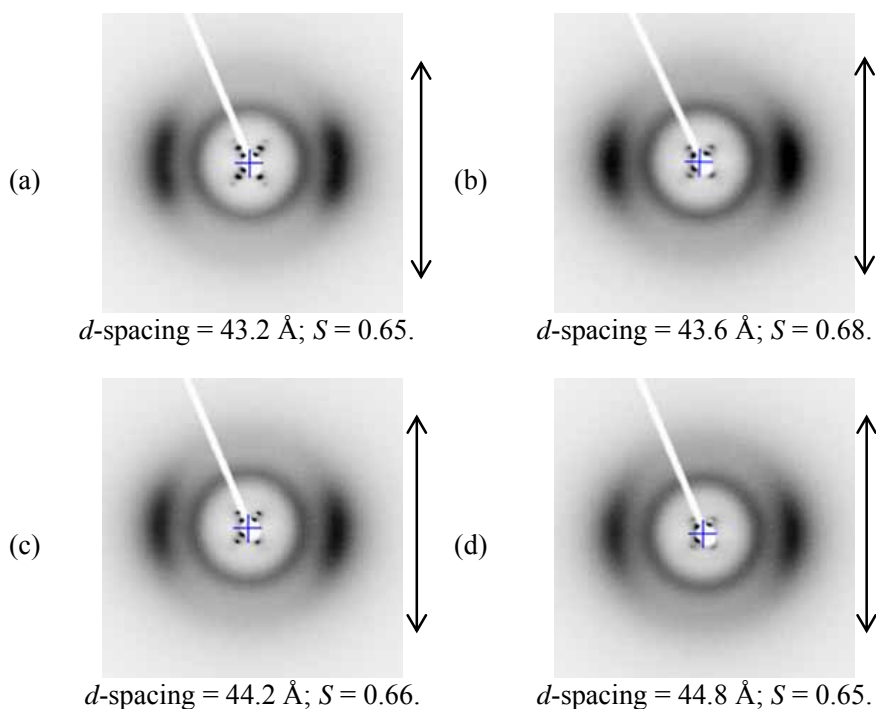 (a)
(b)
d-spacing = 43.2 Å; S = 0.65.
d-spacing = 43.6 Å; S = 0.68.
(c)
(d)
d-spacing = 44.2 Å; S = 0.66.
d-spacing = 44.8 Å; S = 0.65.